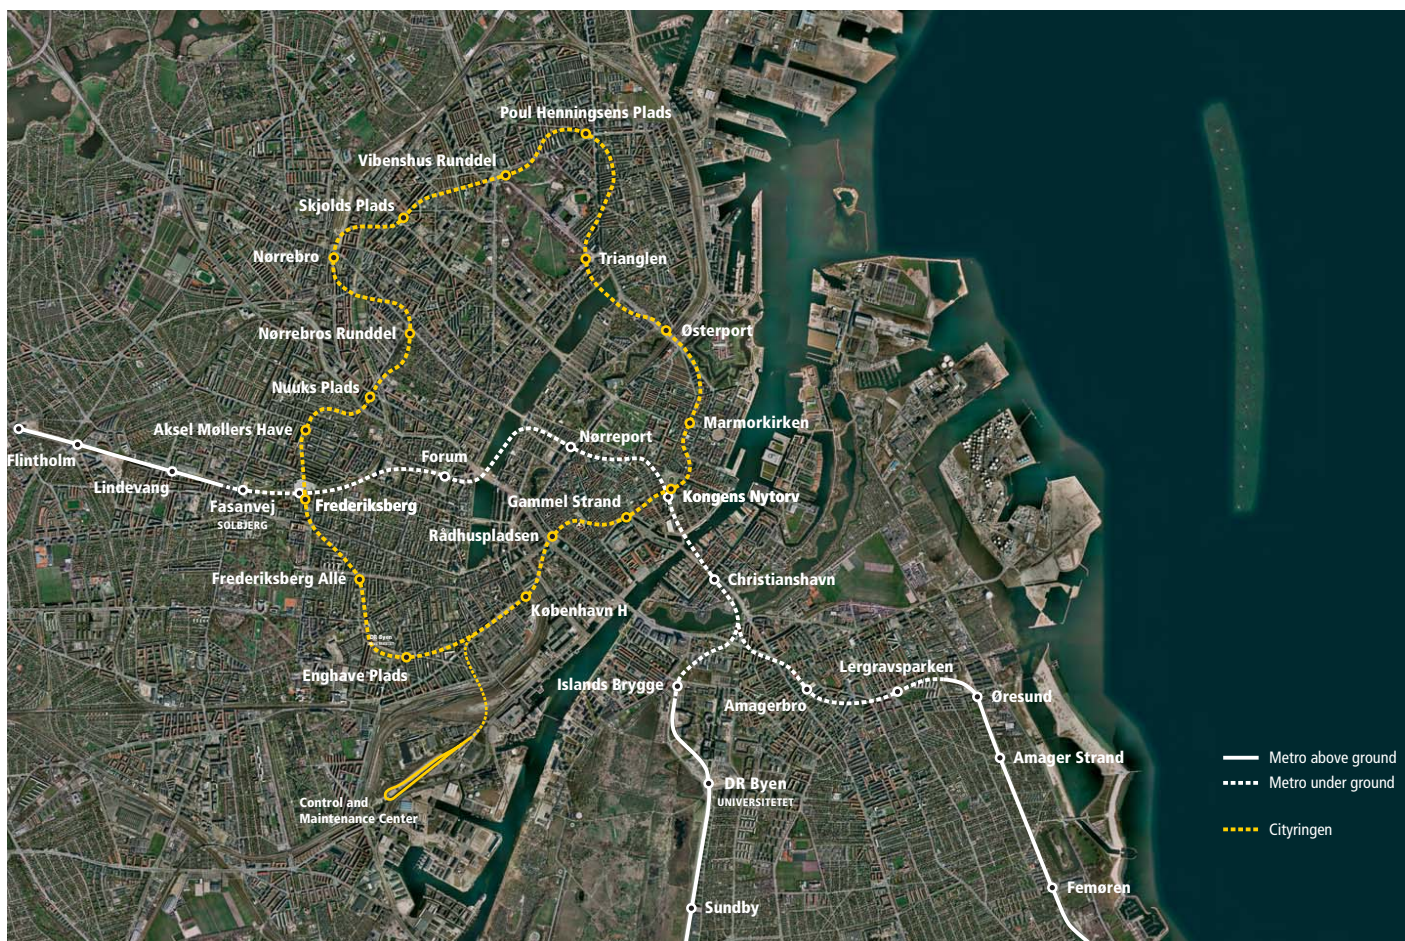 Poul Henningsens Plads
Vibenshus Runddel
Skjolds Plads
Nørrebro
Trianglen
Nørrebros Runddel
Østerport
Nuuks Plads
Aksel Møllers Have
Marmorkirken
Nørreport
Flintholm
Forum
Lindevang
Fasanvej
SOLBJERG
Frederiksberg
Gammel Strand
Kongens Nytorv
Rådhuspladsen
Frederiksberg Allé
Christianshavn
København H
DR Byen
Enghave Plads
Islands Brygge
Lergravsparken
Amagerbro
Øresund
Amager Strand
DR Byen
UNIVERSITETET
Control and
Maintenance Center
Femøren
Sundby
Metro above ground
Metro under ground
Cityringen